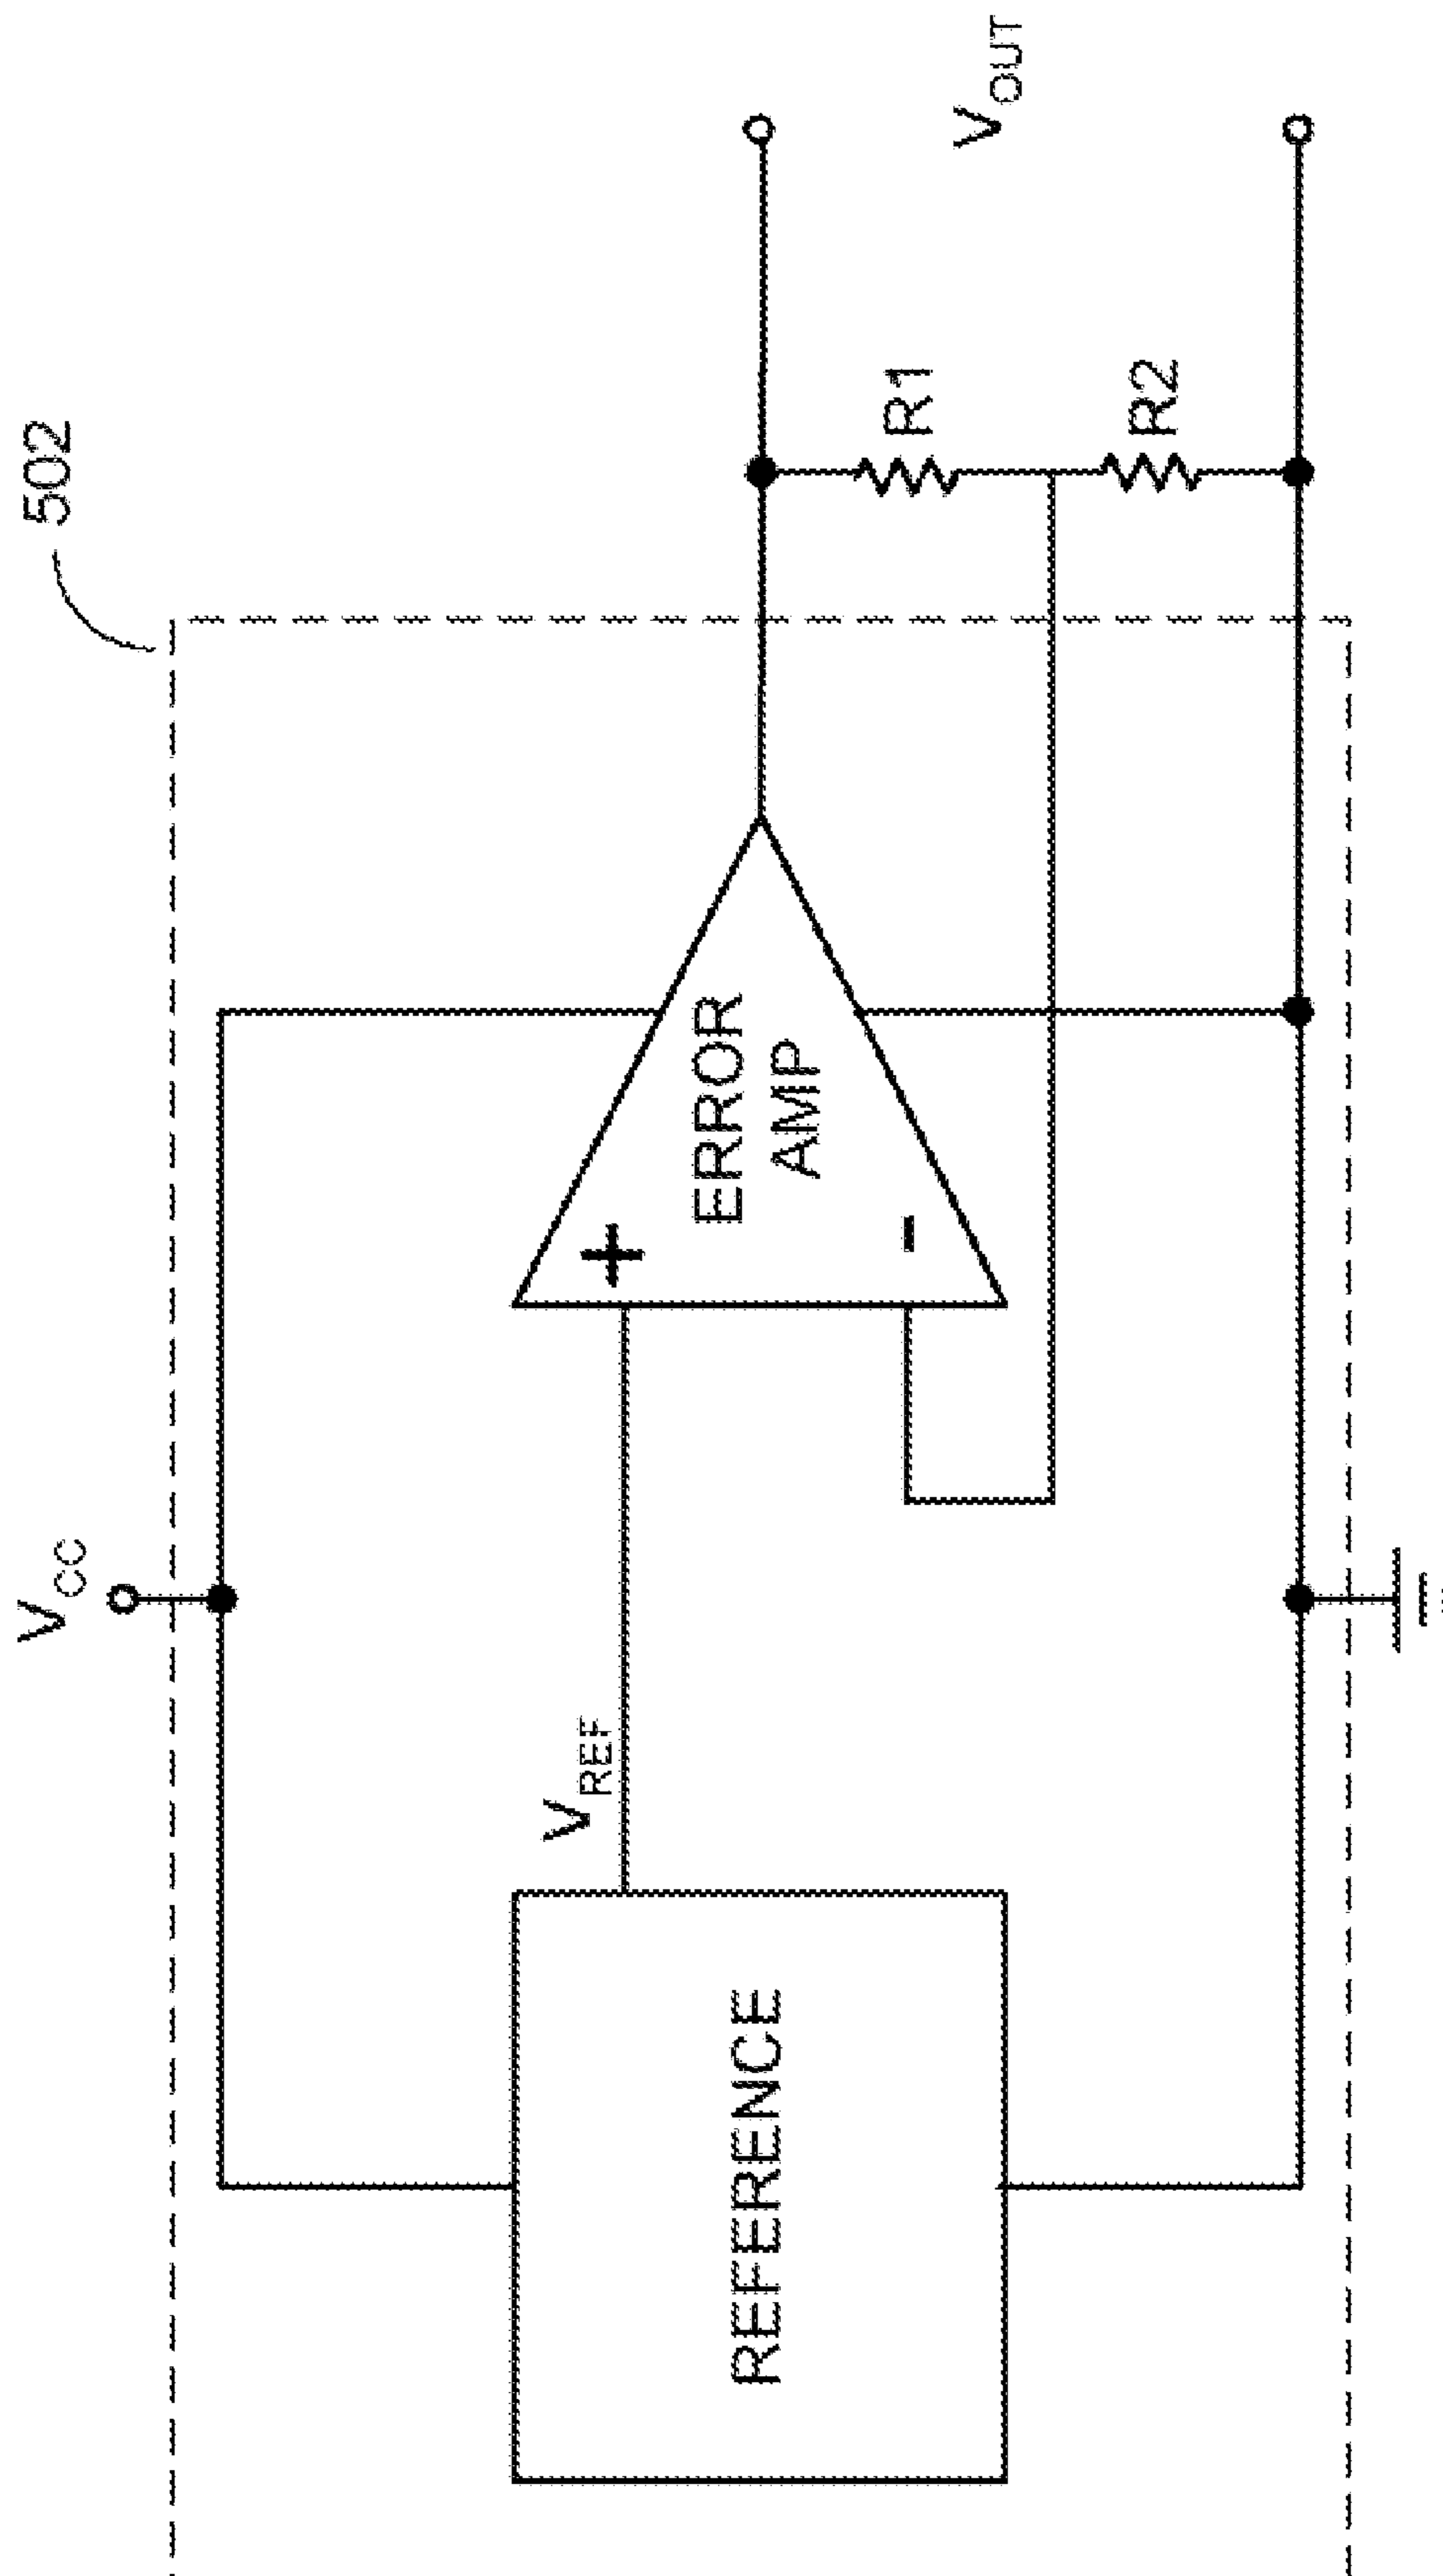 502
VCC
VREF
REFERENCE
+
-
ERROR
AMP
R1
R2
VOUT